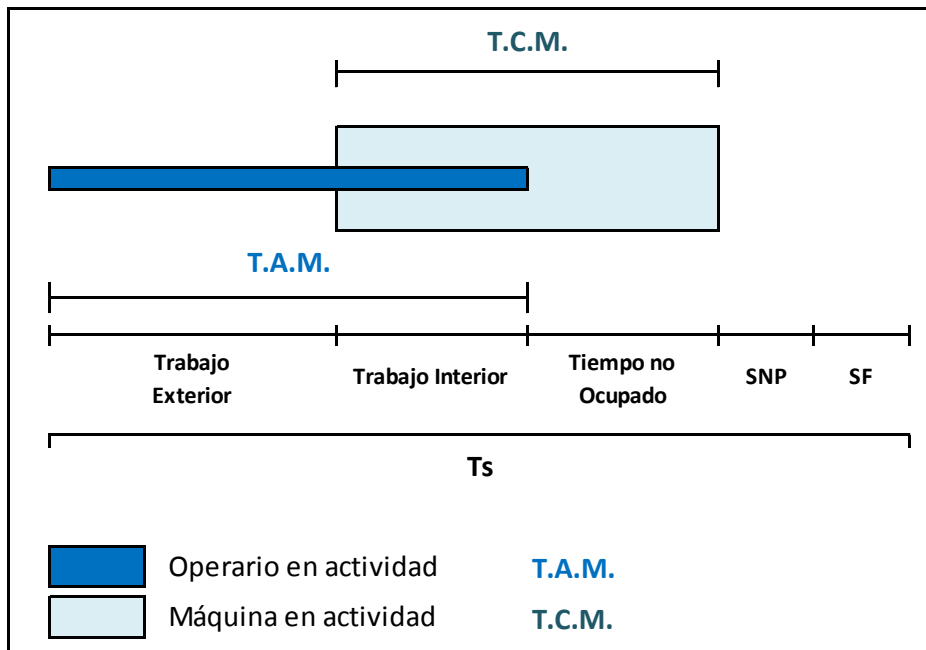 T.C.M.
T.A.M.
Trabajo
Exterior
Trabajo Interior
Tiempo no
Ocupado
SNP
SF
Ts
Operario en actividad T.A.M.
Máquina en actividad T.C.M.